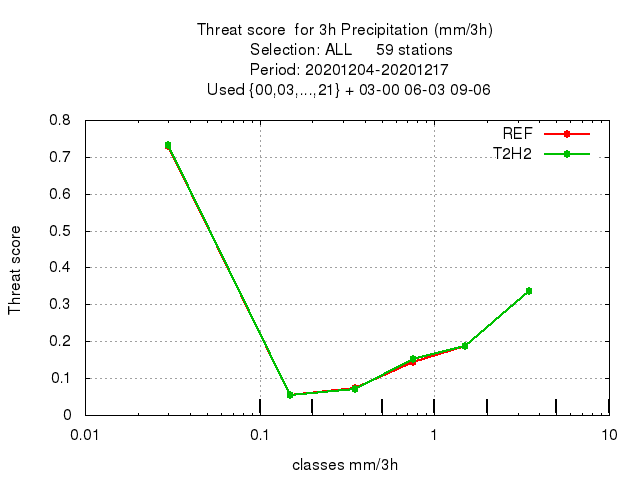 Threat score  for 3h Precipitation (mm/3h)
Selection: ALL     59 stations
Period: 20201204-20201217
Used {00,03,...,21} + 03-00 06-03 09-06
REF
T2H2
0.8
0.7
0.6
0.5
0.4
0.3
0.2
0.1
0
Threat score
0.01 0.1 1 10
classes mm/3h